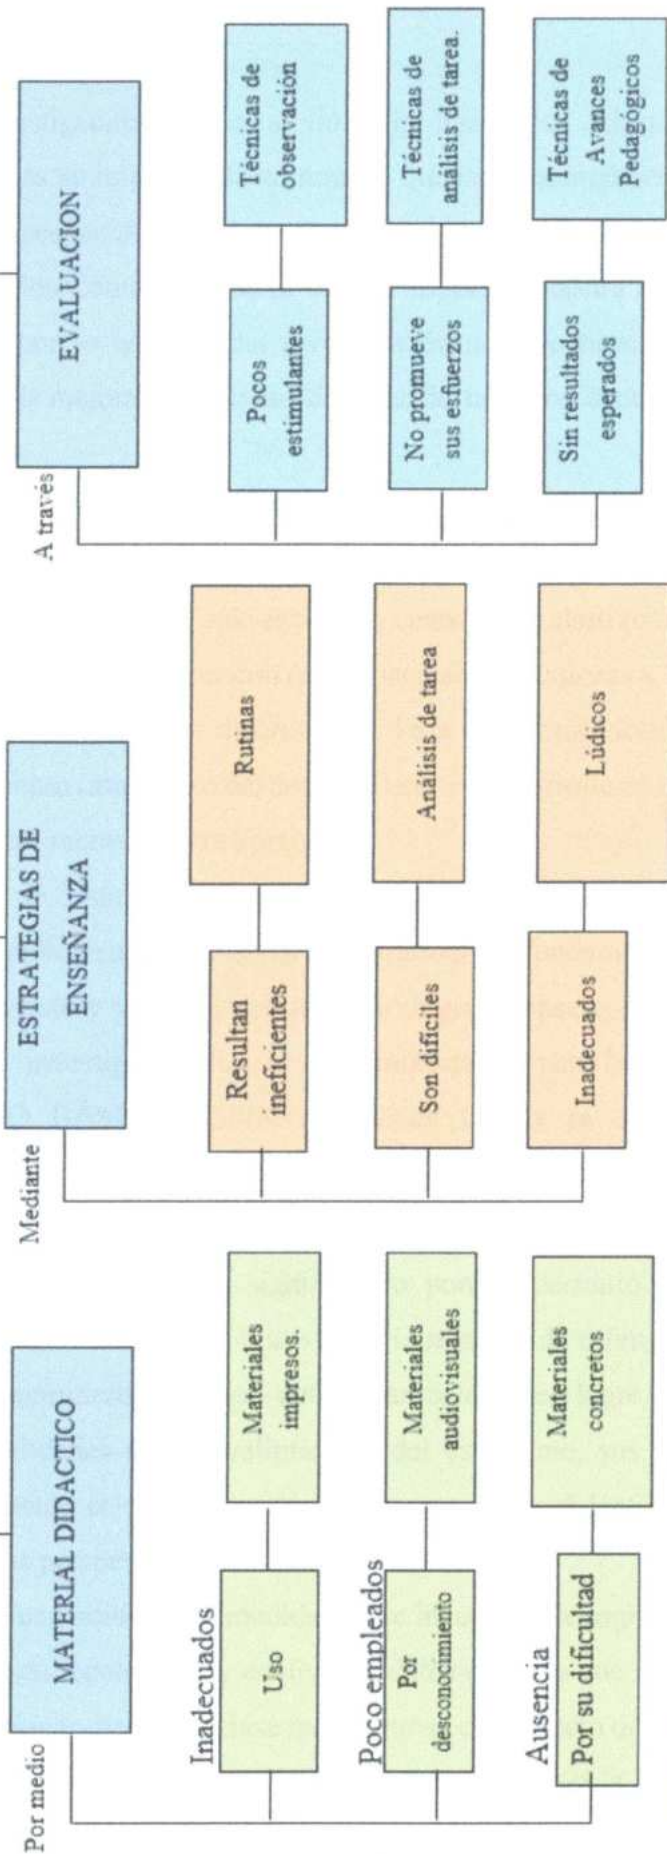 Por medio
MATERIAL DIDACTICO
Inadecuados
Uso
Materiales
impresos.
Poco empleados
Por
desconocimiento
Materiales
audiovisuales
Ausencia
Por su dificultad
Materiales
concretos
Mediante
ESTRATEGIAS DE
ENSEÑANZA
Resultan
ineficientes
Rutinas
Son difíciles
Análisis de tarea
Inadecuados
Lúdicos
A través
EVALUACION
Pocos
estimulantes
Técnicas de
observación
No promueve
sus esfuerzos
Técnicas de
análisis de tarea.
Sin resultados
esperados
Técnicas de
Avances
Pedagógicos